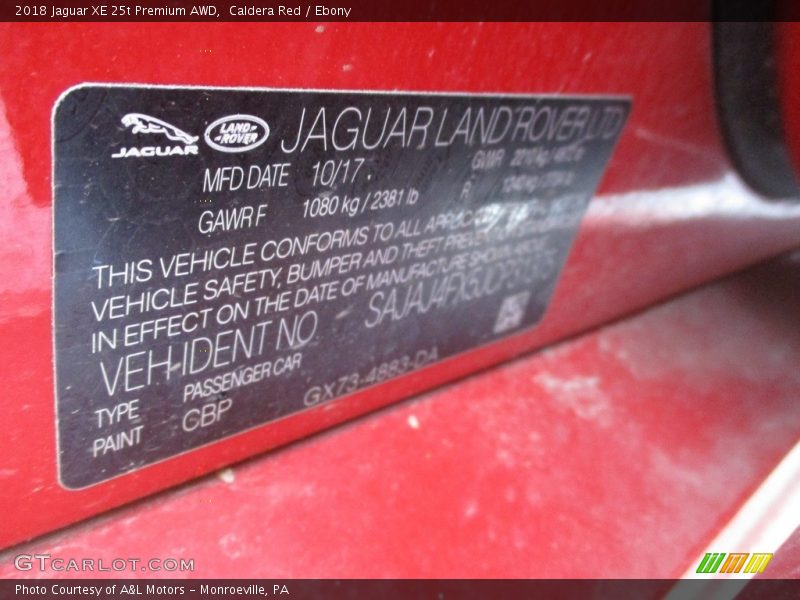 2018 Jaguar XE 25t Premium AWD,  Caldera Red / Ebony
JAGUAR
LAND ROVER
JAGUAR LAND ROVER LTD
MFD DATE 10/17 GVWR
GAWR F 1080 kg / 2381 lb R
THIS VEHICLE CONFORMS TO ALL
VEHICLE SAFETY, BUMPER AND THEFT
IN EFFECT ON THE DATE OF MANUFACTURE SHOWN ABOVE
VEH.IDENT NO
TYPE PASSENGER CAR
PAINT CBP GX73-4883-DA
GTCARLOT.COM
Photo Courtesy of A&L Motors - Monroeville, PA